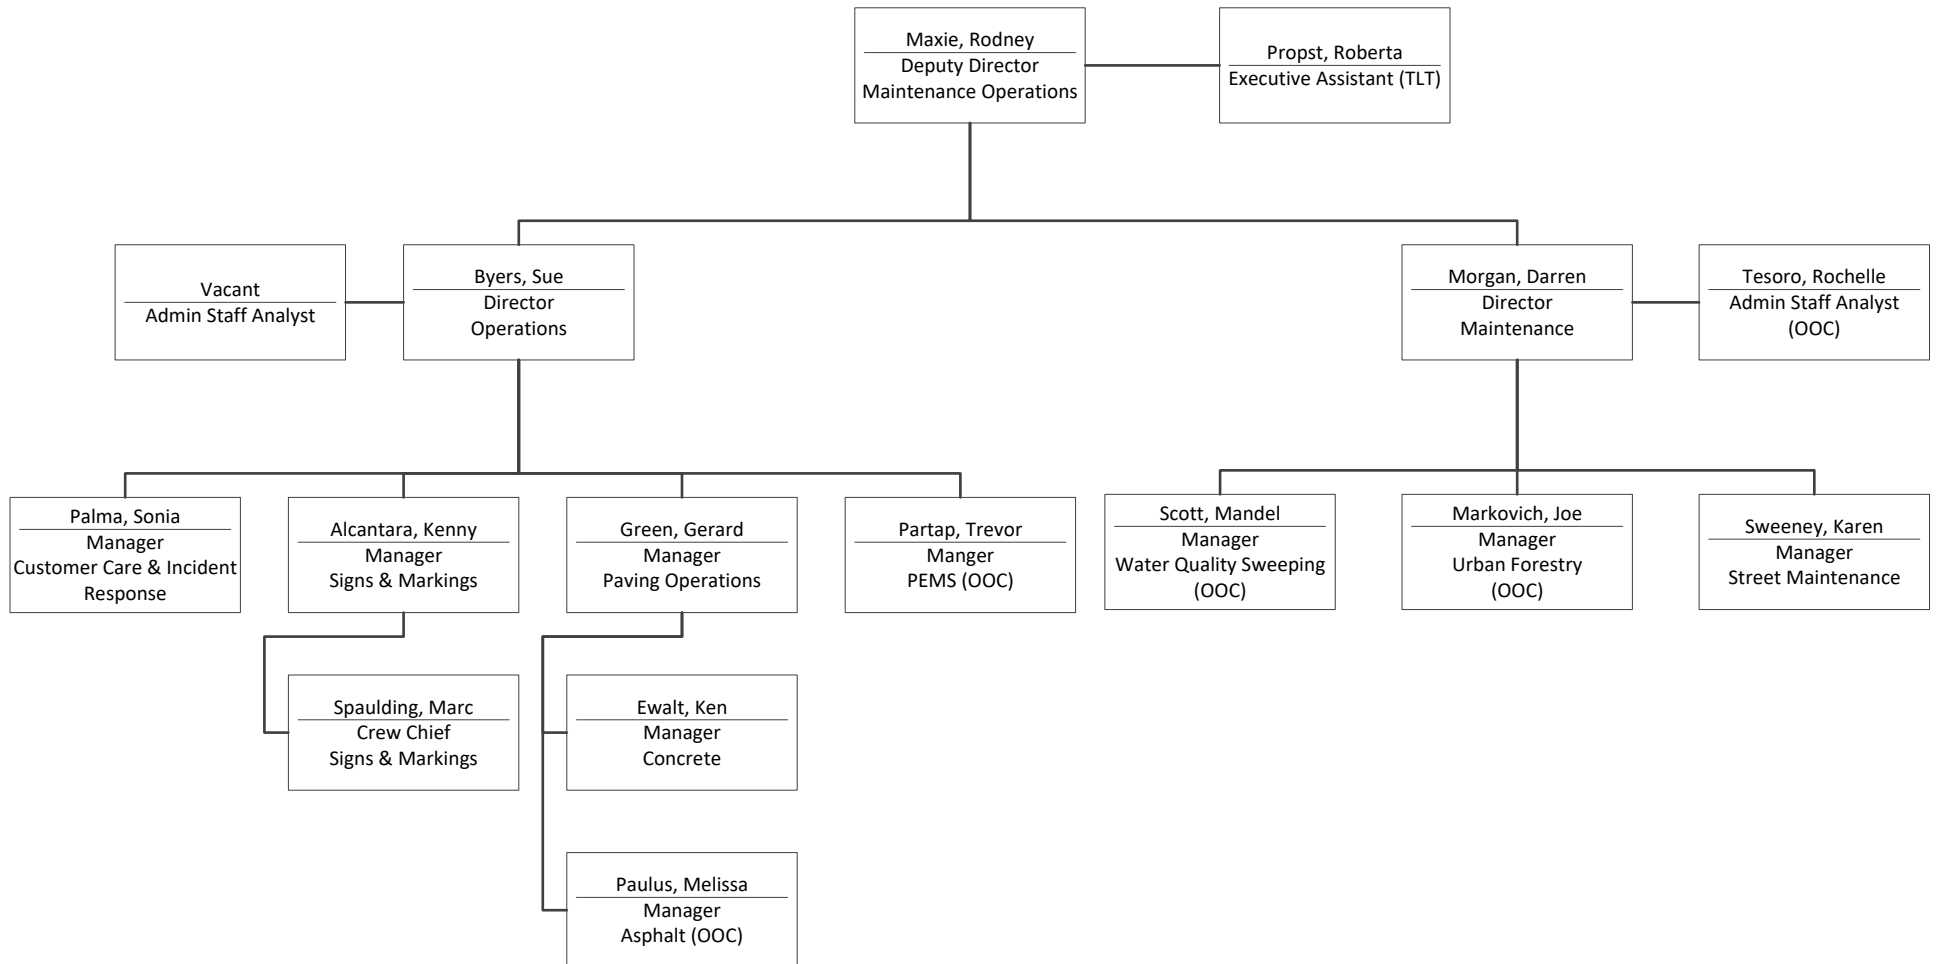 Maxie, Rodney
Deputy Director
Maintenance Operations
Propst, Roberta
Executive Assistant (TLT)
Vacant
Admin Staff Analyst
Byers, Sue
Director
Operations
Morgan, Darren
Director
Maintenance
Tesoro, Rochelle
Admin Staff Analyst
(OOC)
Palma, Sonia
Manager
Customer Care & Incident
Response
Alcantara, Kenny
Manager
Signs & Markings
Green, Gerard
Manager
Paving Operations
Partap, Trevor
Manger
PEMS (OOC)
Scott, Mandel
Manager
Water Quality Sweeping
(OOC)
Markovich, Joe
Manager
Urban Forestry
(OOC)
Sweeney, Karen
Manager
Street Maintenance
Spaulding, Marc
Crew Chief
Signs & Markings
Ewalt, Ken
Manager
Concrete
Paulus, Melissa
Manager
Asphalt (OOC)